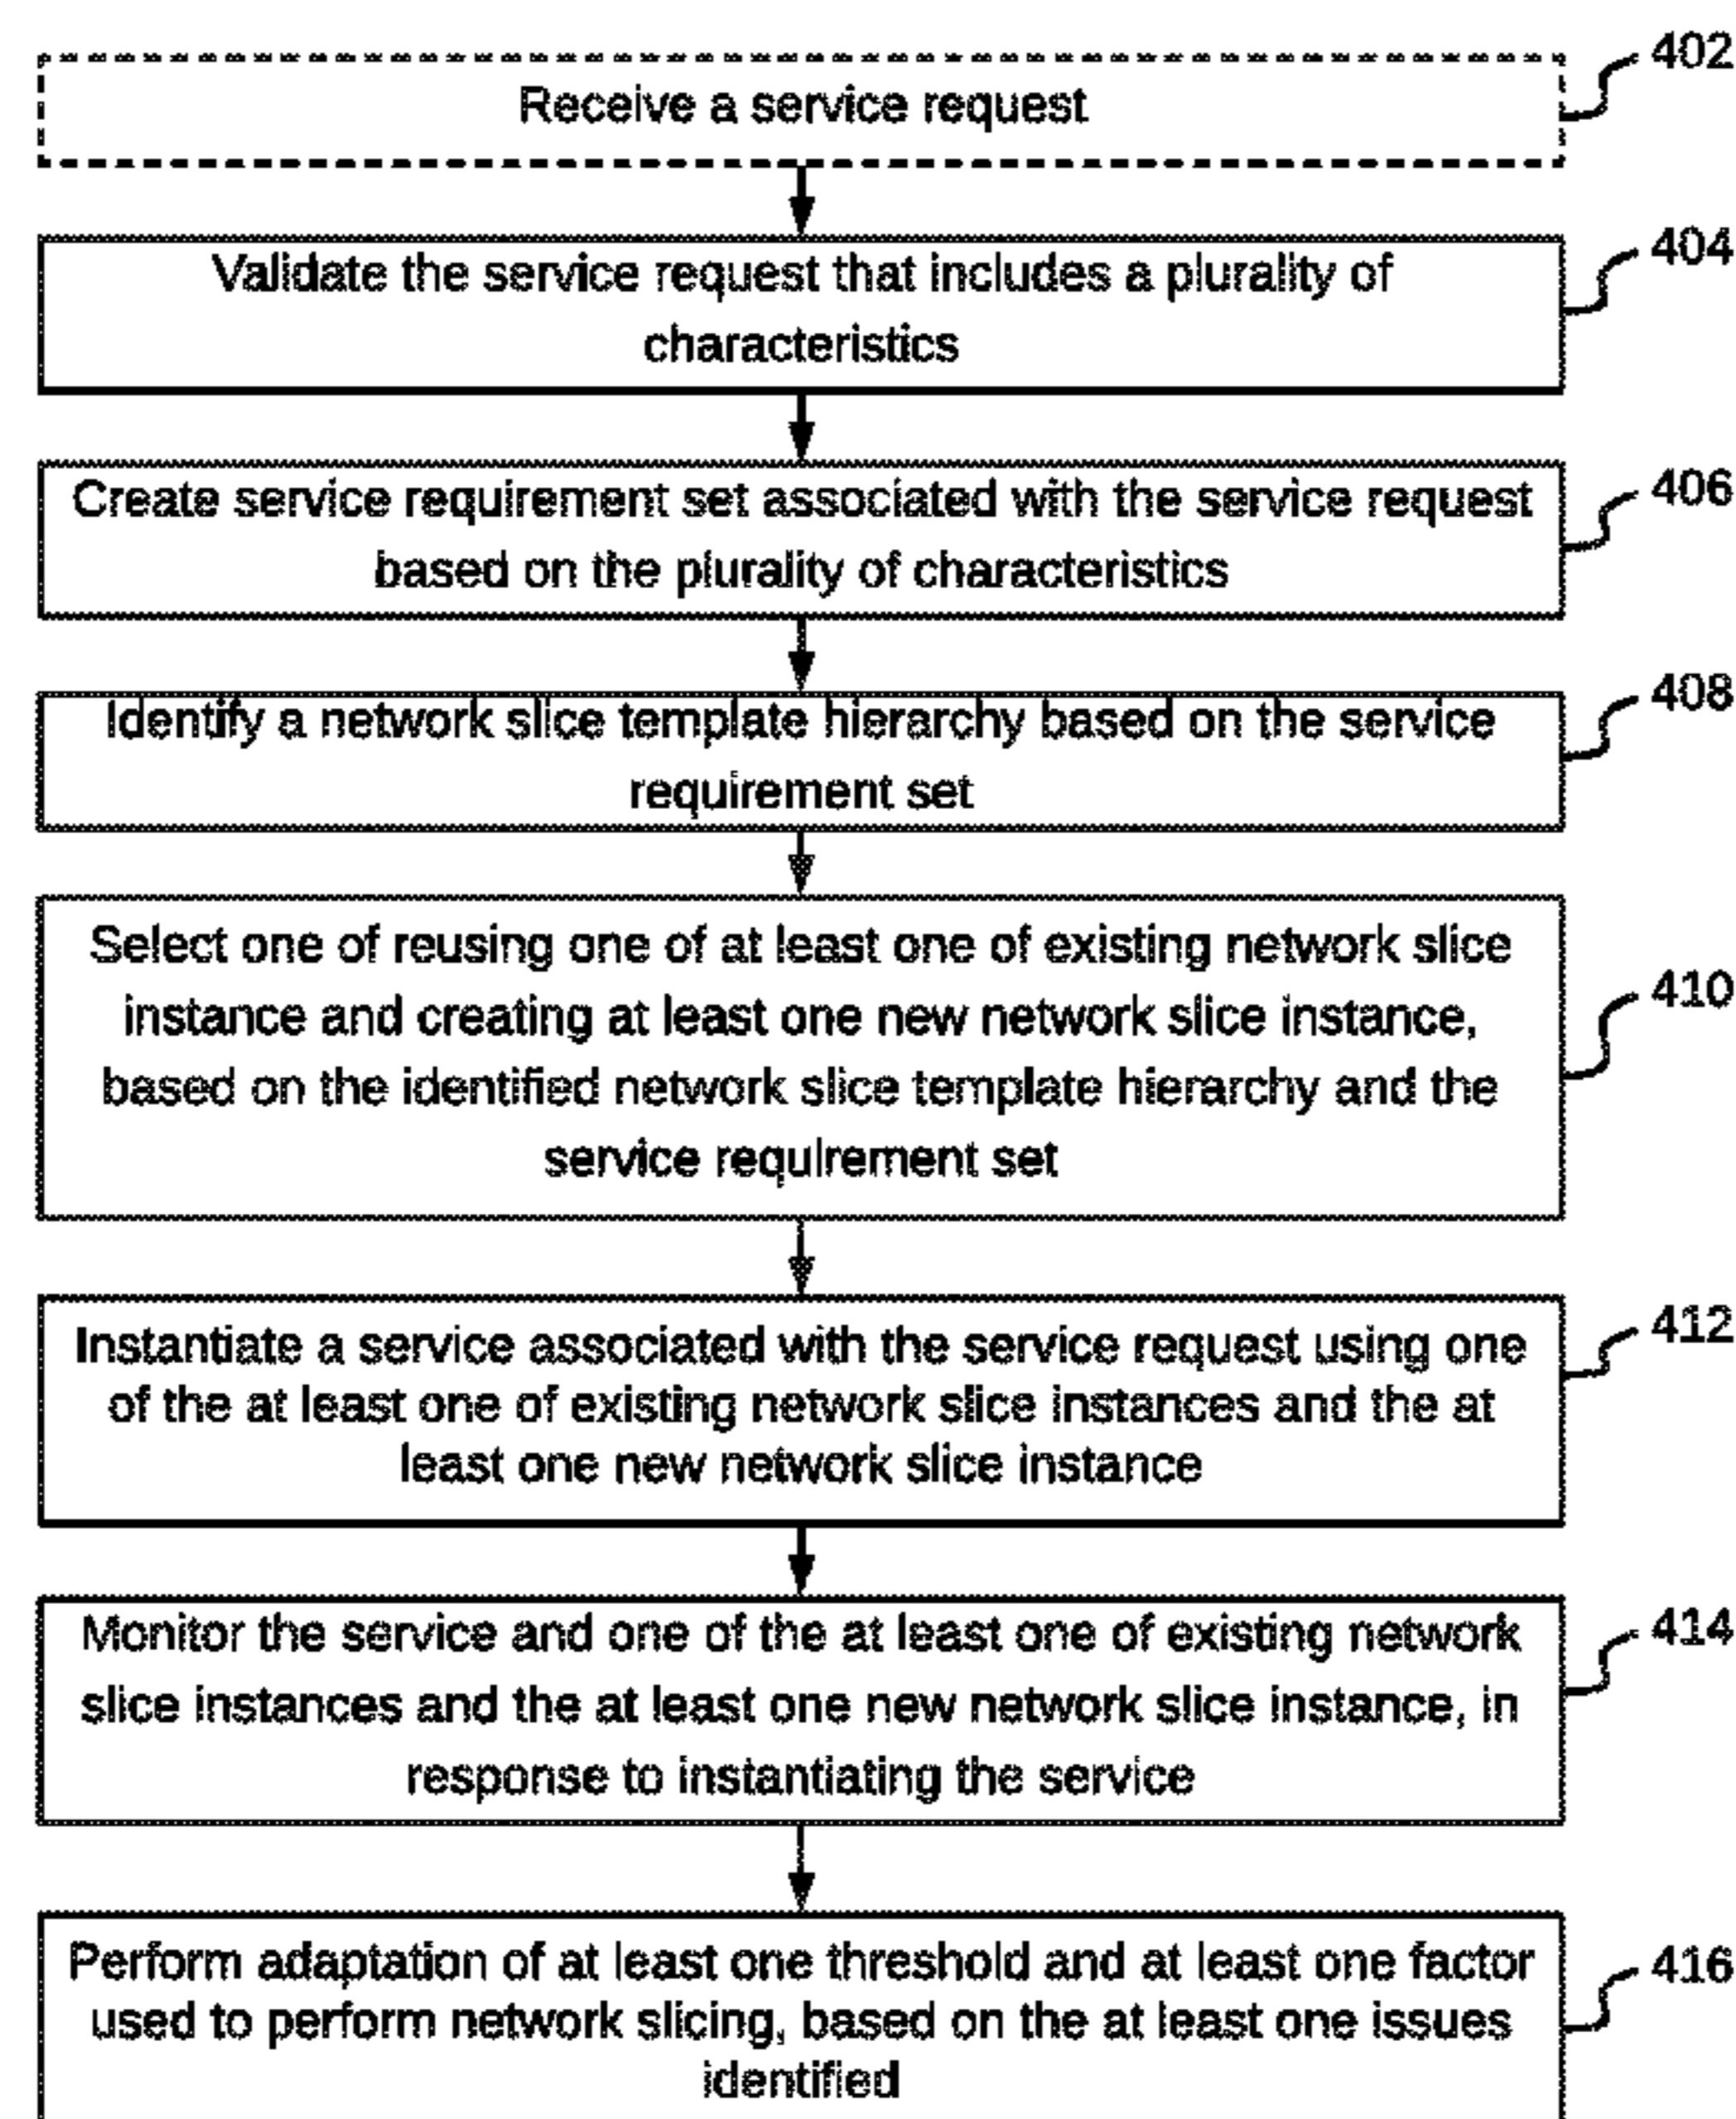 Receive a service request
402
Validate the service request that includes a plurality of
characteristics
404
Create service requirement set associated with the service request
based on the plurality of characteristics
406
Identify a network slice template hierarchy based on the service
requirement set
408
Select one of reusing one of at least one of existing network slice
instance and creating at least one new network slice instance,
based on the identified network slice template hierarchy and the
service requirement set
410
Instantiate a service associated with the service request using one
of the at least one of existing network slice instances and the at
least one new network slice instance
412
Monitor the service and one of the at least one of existing network
slice instances and the at least one new network slice instance, in
response to instantiating the service
414
Perform adaptation of at least one threshold and at least one factor
used to perform network slicing, based on the at least one issues
identified
416